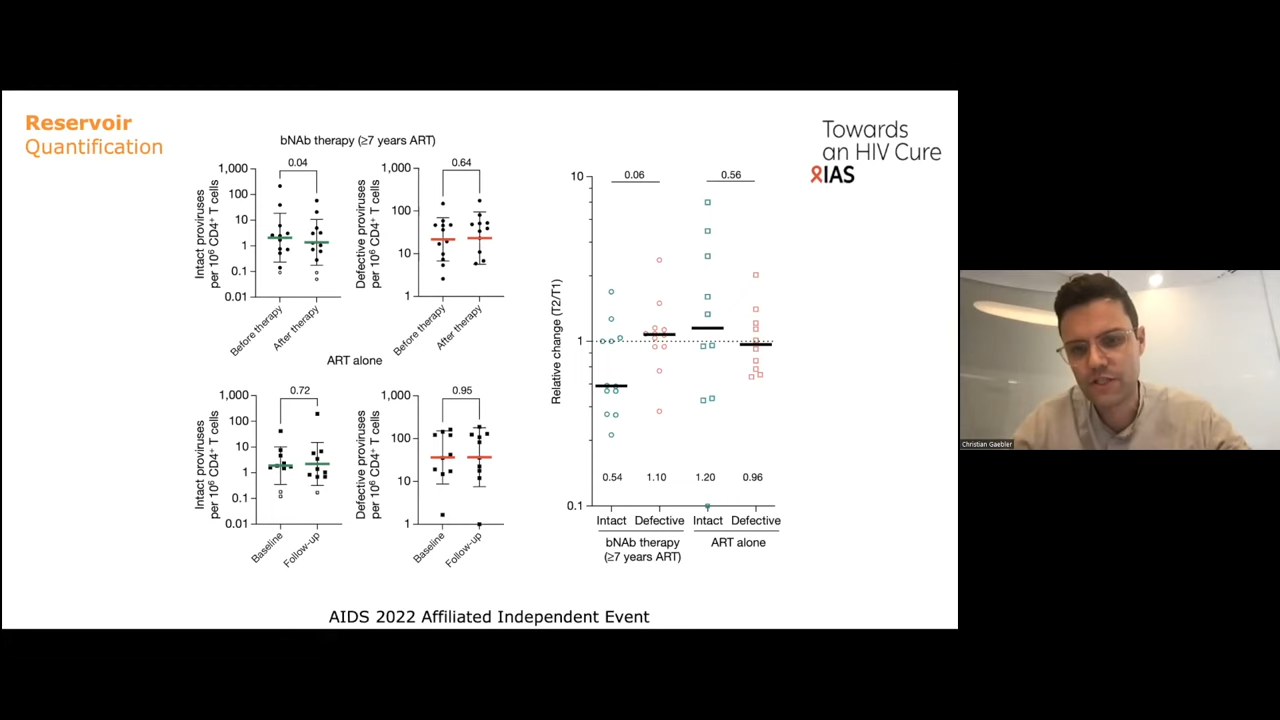 Reservoir
Quantification
bNAb therapy (≥7 years ART)
Intact proviruses
per 10⁶ CD4⁺ T cells
1,000
100
10
1
0.1
0.01
0.04
Before therapy
After therapy
Defective proviruses
per 10⁶ CD4⁺ T cells
1,000
100
10
1
0.64
Before therapy
After therapy
ART alone
Intact proviruses
per 10⁶ CD4⁺ T cells
1,000
100
10
1
0.1
0.01
0.72
Baseline
Follow-up
Defective proviruses
per 10⁶ CD4⁺ T cells
1,000
100
10
1
0.95
Baseline
Follow-up
Relative change (T2/T1)
10
1
0.1
0.06
0.56
0.54
1.10
1.20
0.96
Intact
Defective
Intact
Defective
bNAb therapy
(≥7 years ART)
ART alone
Towards
an HIV Cure
IAS
AIDS 2022 Affiliated Independent Event
Christian Gaebler